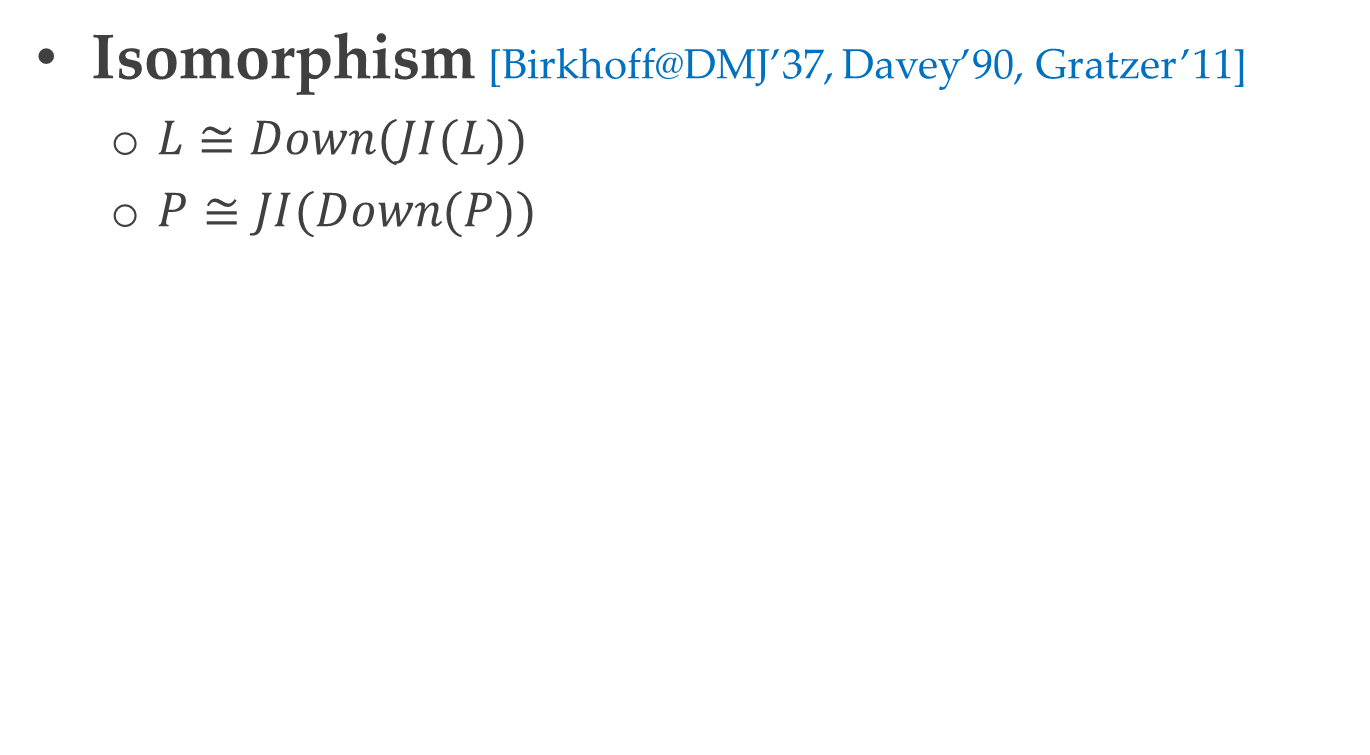 • Isomorphism [Birkhoff@DMJ’37, Davey’90, Gratzer’11]
○ L ≅ Down(JI(L))
○ P ≅ JI(Down(P))